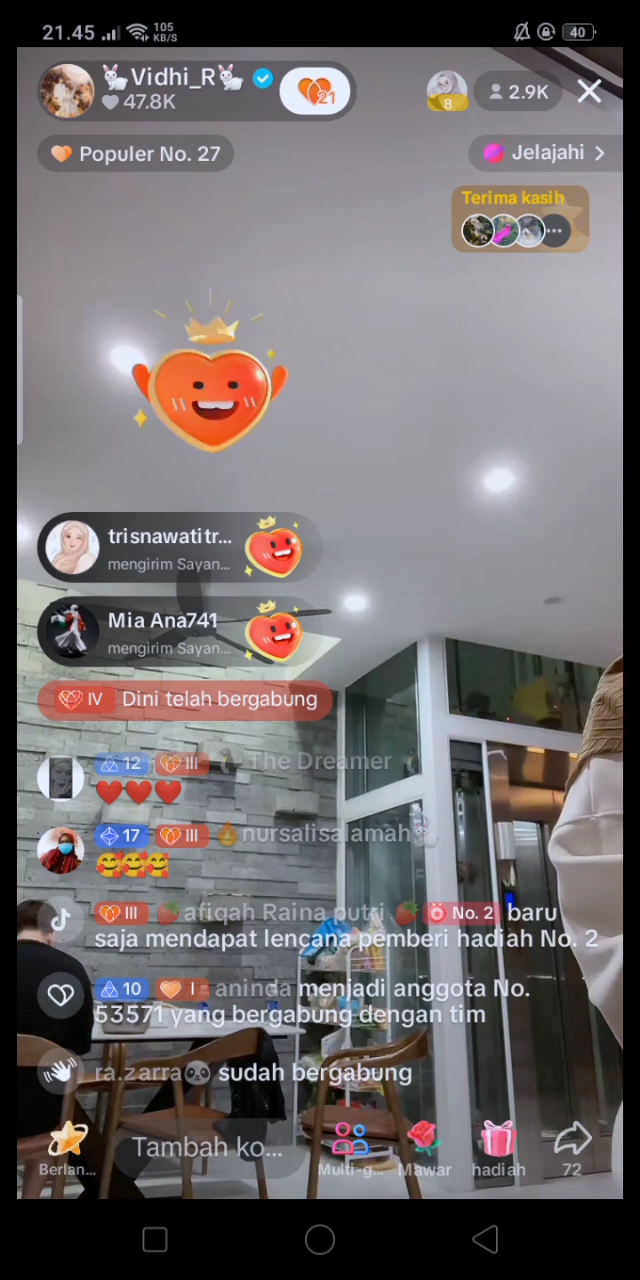 21.45
105
KB/S
40
Vidhi_R
47.8K
21
8
2.9K
Populer No. 27
Jelajahi
Terima kasih
trisnawatitr...
mengirim Sayan...
Mia Ana741
mengirim Sayan...
IV Dini telah bergabung
12 III The Dreamer
17 III nursalisalamah
III afiqah Raina putri No. 2 baru
saja mendapat lencana pemberi hadiah No. 2
10 I aninda menjadi anggota No.
53571 yang bergabung dengan tim
ra.zarra sudah bergabung
Tambah ko...
Berlan...
Multi-g...
Mawar
hadiah
72